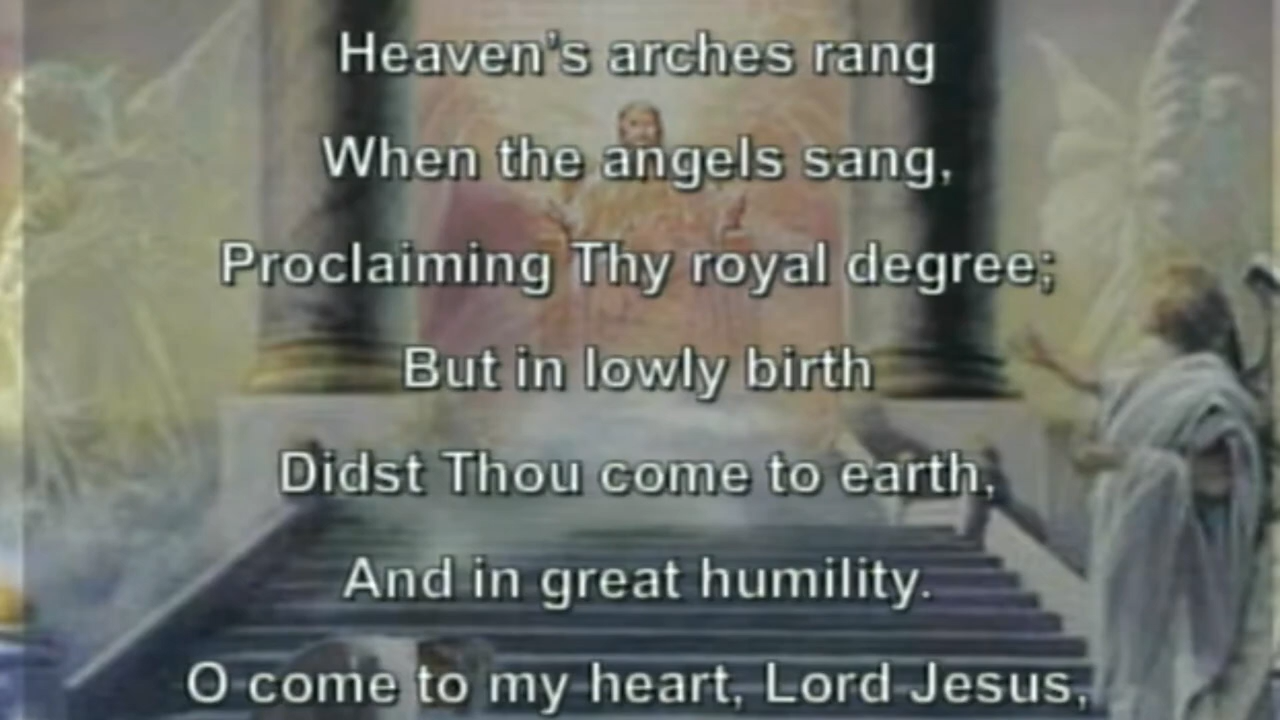 Heaven's arches rang
When the angels sang,
Proclaiming Thy royal degree;
But in lowly birth
Didst Thou come to earth,
And in great humility.
O come to my heart, Lord Jesus,